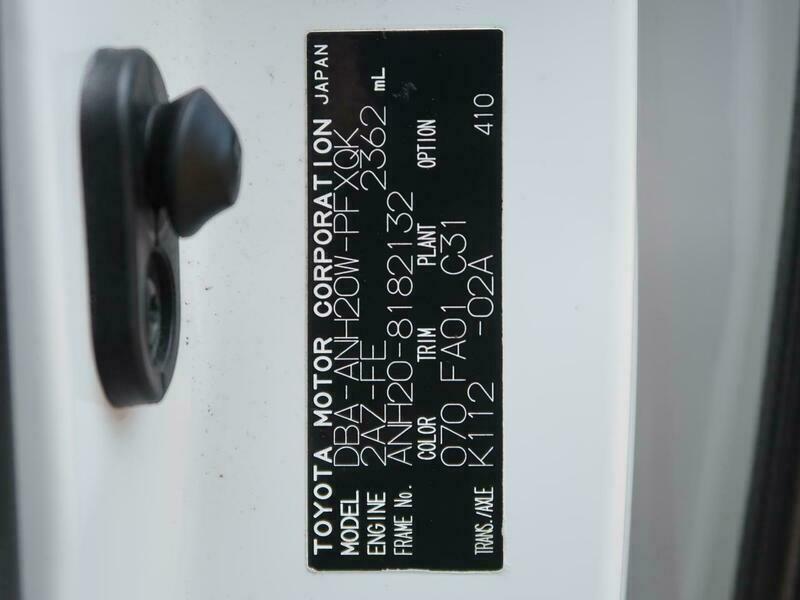 TOYOTA MOTOR CORPORATION JAPAN
MODEL DBA-ANH20W-PFXQK
ENGINE 2AZ-FE 2362 mL
FRAME No. ANH20-8182132
COLOR TRIM PLANT OPTION
070 FA01 C31
TRANS./AXLE K112 -02A 410